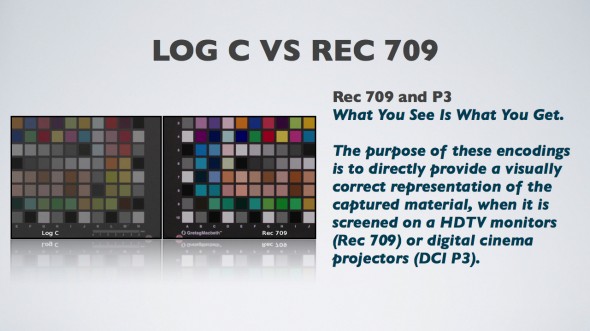 LOG C VS REC 709
Rec 709 and P3
What You See Is What You Get.
The purpose of these encodings
is to directly provide a visually
correct representation of the
captured material, when it is
screened on a HDTV monitors
(Rec 709) or digital cinema
projectors (DCI P3).
Log C
GretagMacbeth
Rec 709